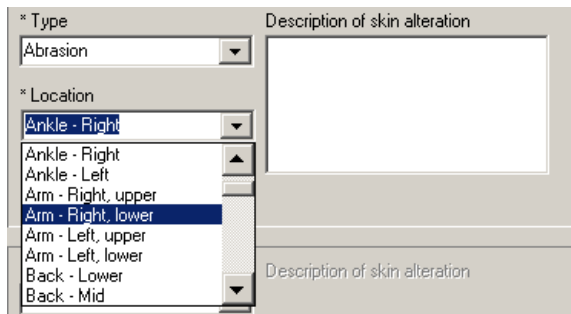 * Type
Description of skin alteration
Abrasion
* Location
Ankle - Right
Ankle - Right
Ankle - Left
Arm - Right, upper
Arm - Right, lower
Arm - Left, upper
Arm - Left, lower
Back - Lower
Back - Mid
Description of skin alteration